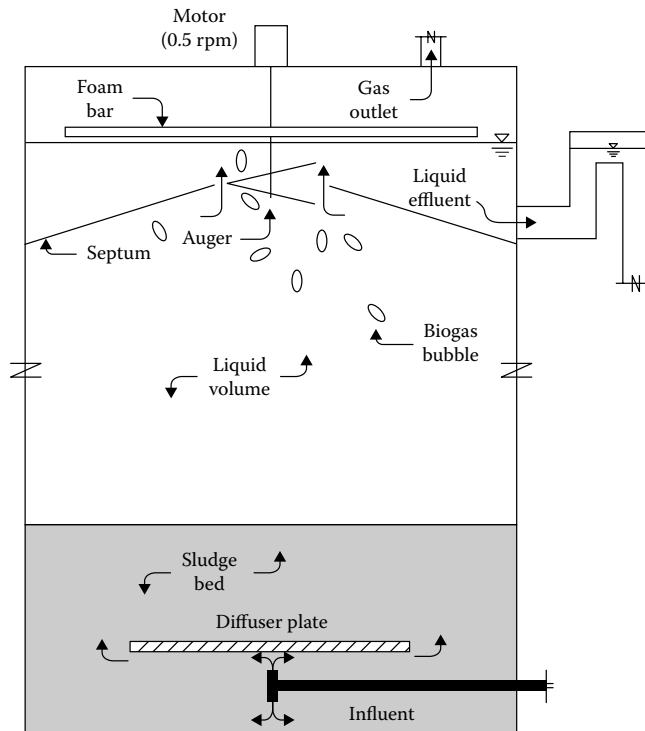 Motor
(0.5 rpm)
Foam
bar
Gas
outlet
Liquid
effluent
Auger
Septum
Biogas
bubble
Liquid
volume
Sludge
bed
Diffuser plate
Influent